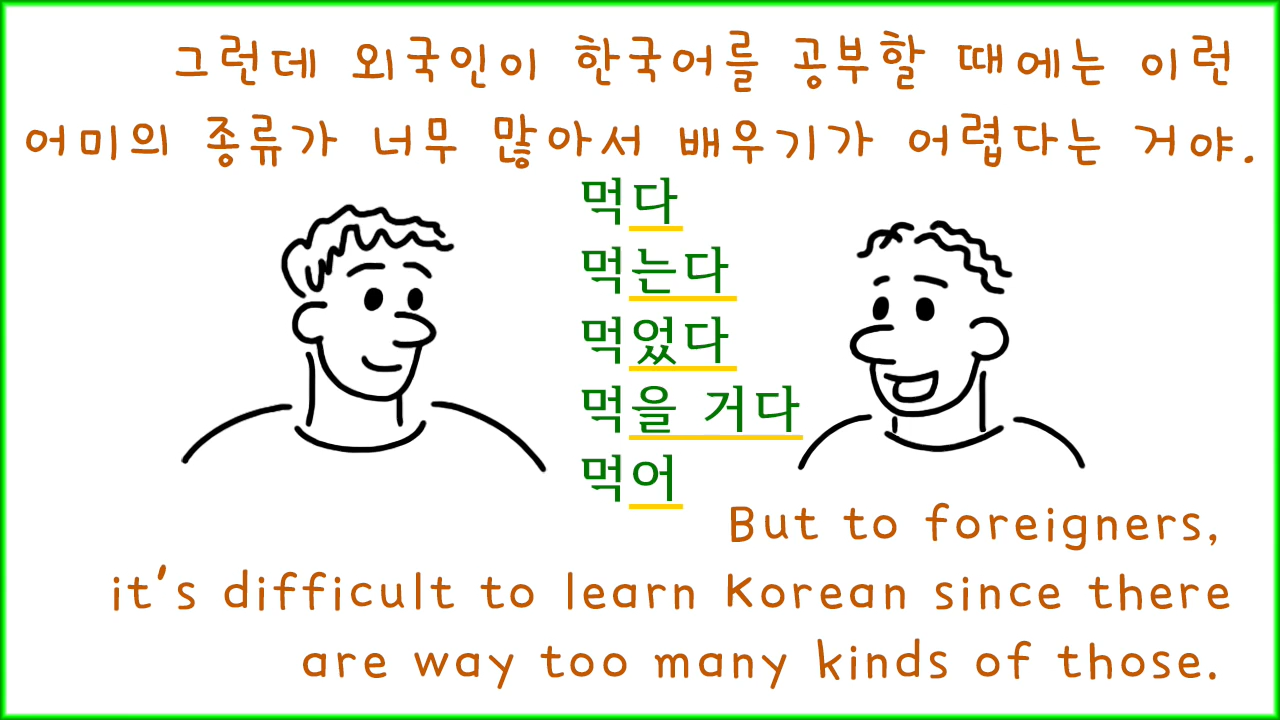 그런데 외국인이 한국어를 공부할 때에는 이런
어미의 종류가 너무 많아서 배우기가 어렵다는 거야.
먹다
먹는다
먹었다
먹을 거다
먹어
But to foreigners,
it's difficult to learn Korean since there
are way too many kinds of those.